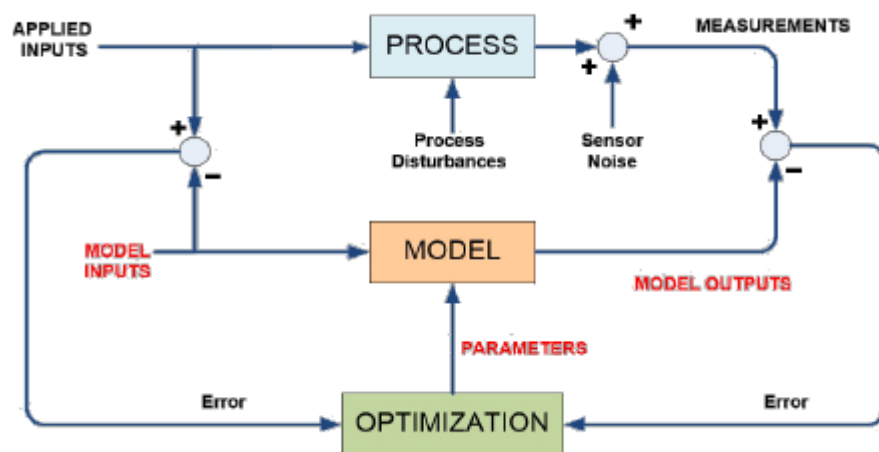 APPLIED
INPUTS
PROCESS
+
+
MEASUREMENTS
Process
Disturbances
Sensor
Noise
+
−
+
−
MODEL
INPUTS
MODEL
MODEL OUTPUTS
PARAMETERS
Error
OPTIMIZATION
Error